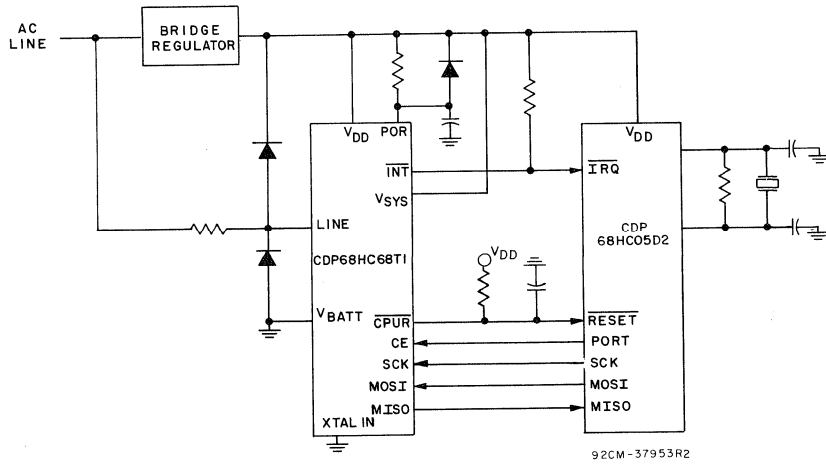 AC
LINE
BRIDGE
REGULATOR
VDD
POR
INT
VSYS
LINE
CDP68HC68T1
VBATT
CPUR
CE
SCK
MOSI
MISO
XTAL IN
VDD
VDD
IRQ
CDP
68HC05D2
RESET
PORT
SCK
MOSI
MISO
92CM-37953R2